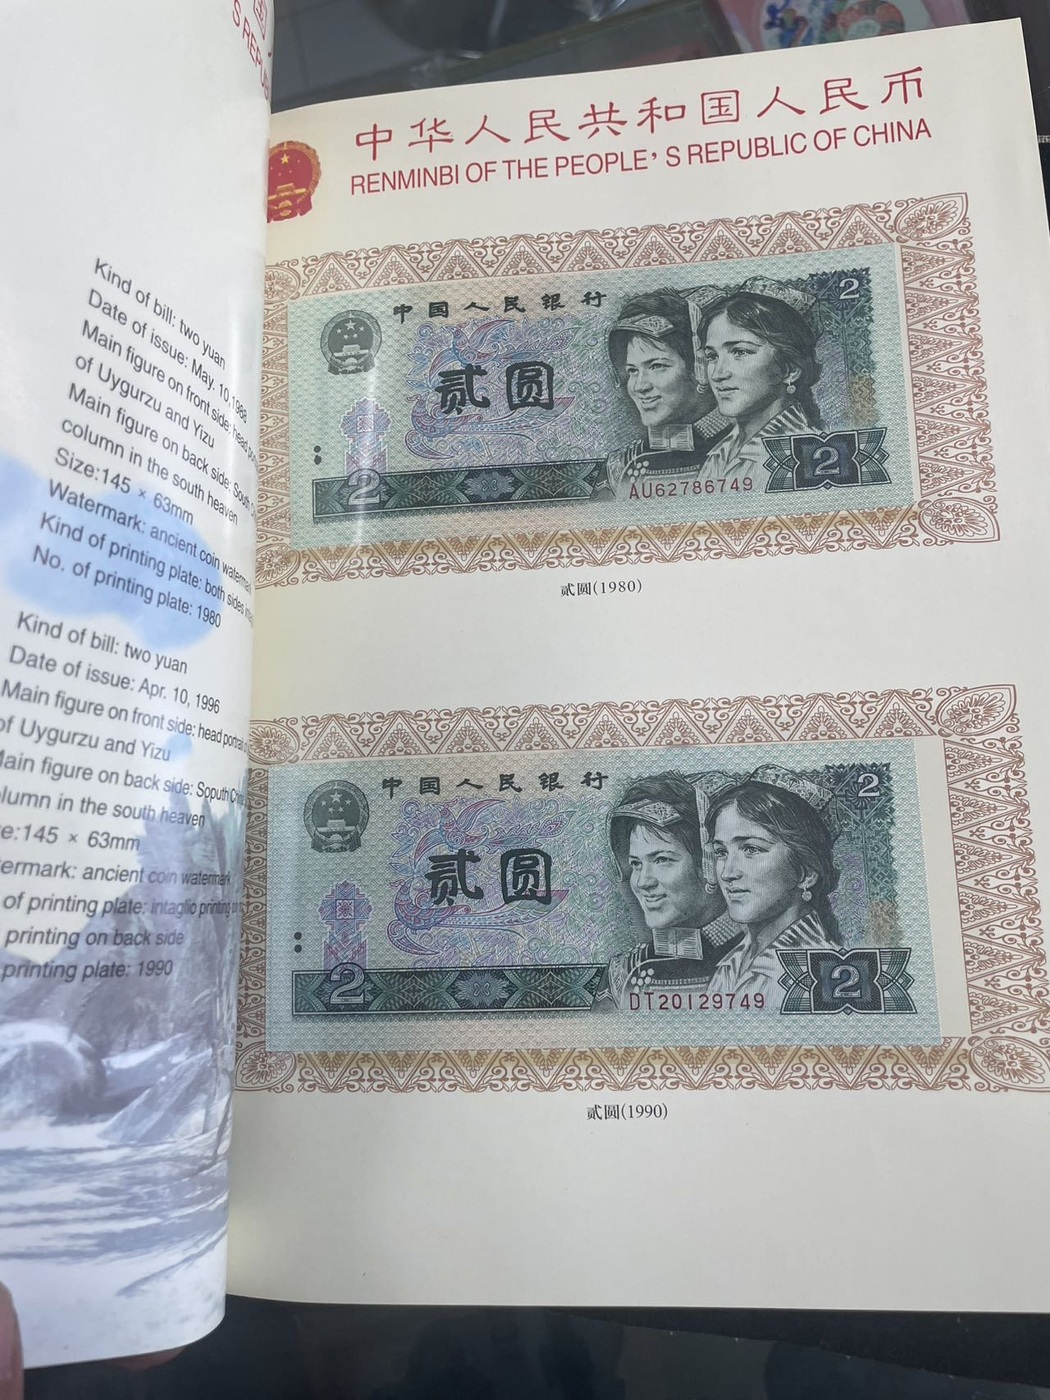 Kind of bill: two yuan
Date of issue: May. 10, 1988
Main figure on front side: head
of Uygurzu and Yizu
Main figure on back side: South
column in the south heaven
Size:145 × 63mm
Watermark: ancient coin watermark
Kind of printing plate: both sides
No. of printing plate: 1980
Kind of bill: two yuan
Date of issue: Apr. 10, 1996
Main figure on front side: head portrait
of Uygurzu and Yizu
Main figure on back side: Soputh
column in the south heaven
145 × 63mm
ancient coin watermark
of printing plate: intaglio printing
printing on back side
printing plate: 1990
中华人民共和国人民币
RENMINBI OF THE PEOPLE'S REPUBLIC OF CHINA
中国人民银行
2
贰圆
2
2
AU62786749
贰圆(1980)
中国人民银行
2
贰圆
2
2
DT20129749
贰圆(1990)